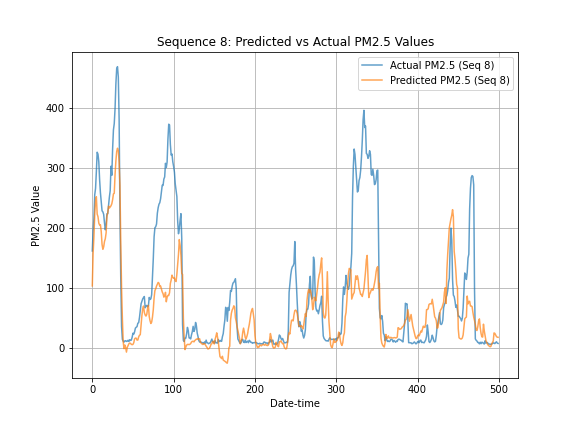 Sequence 8: Predicted vs Actual PM2.5 Values
Actual PM2.5 (Seq 8)
Predicted PM2.5 (Seq 8)
PM2.5 Value
400
300
200
100
0
0 100 200 300 400 500
Date-time